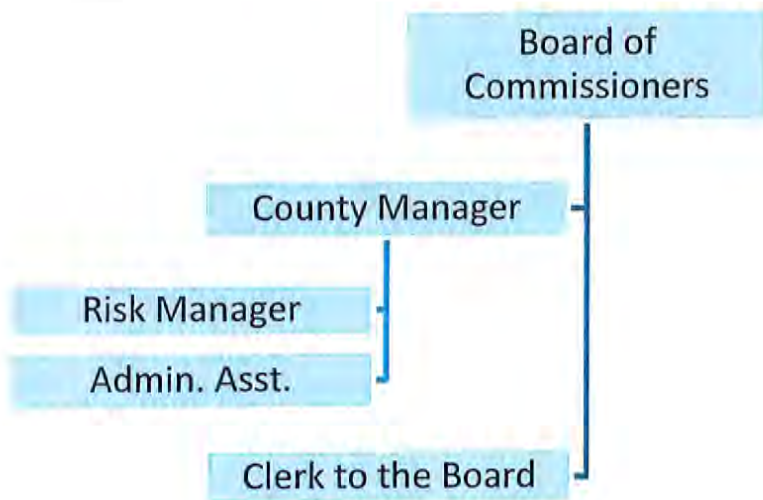 Board of
Commissioners
County Manager
Risk Manager
Admin. Asst.
Clerk to the Board